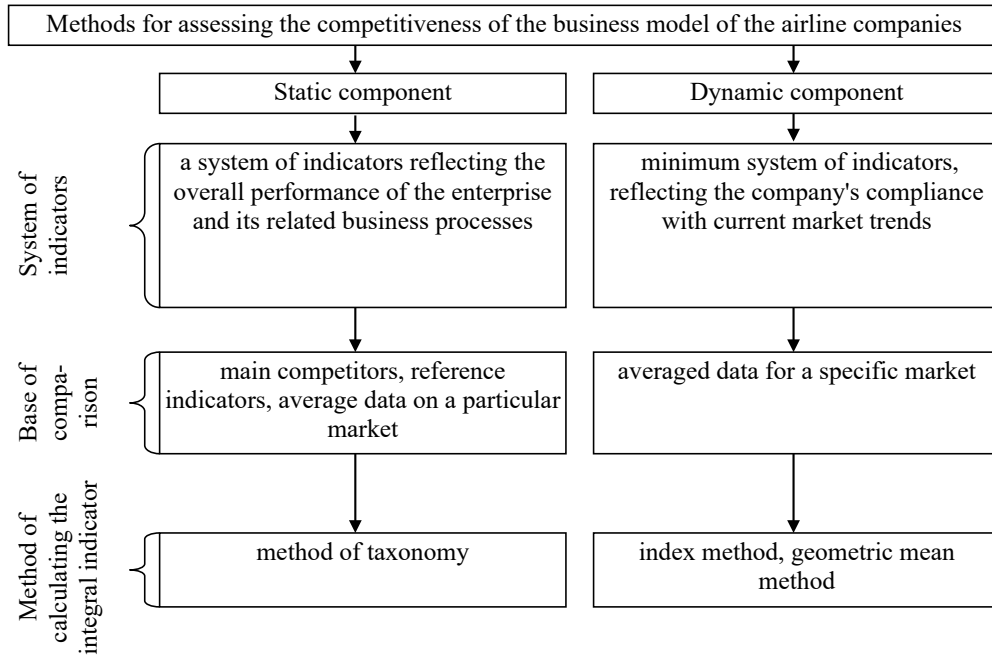 Methods for assessing the competitiveness of the business model of the airline companies
Static component
Dynamic component
System of
indicators
a system of indicators reflecting the
overall performance of the enterprise
and its related business processes
minimum system of indicators,
reflecting the company's compliance
with current market trends
Base of
compa-
rison
main competitors, reference
indicators, average data on a particular
market
averaged data for a specific market
Method of
calculating the
integral indicator
method of taxonomy
index method, geometric mean
method